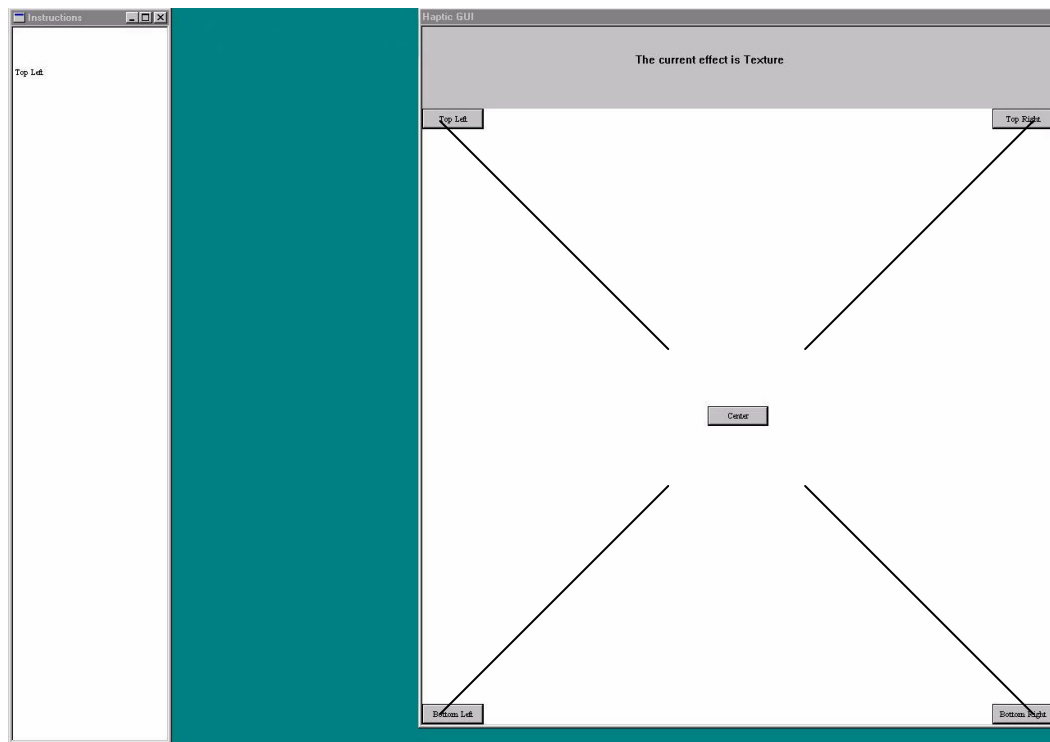 Instructions
Top Left
Haptic GUI
The current effect is Texture
Top Left
Top Right
Center
Bottom Left
Bottom Right